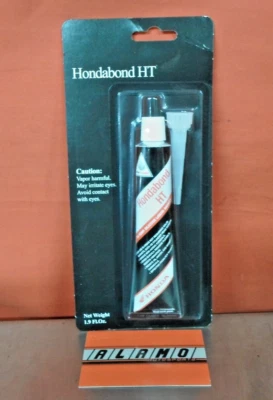 Hondabond HT
Caution:
Vapor harmful.
May irritate eyes.
Avoid contact
with eyes.
Hondabond
HT
Net Weight
1.9 Fl.Oz.
ALAMO